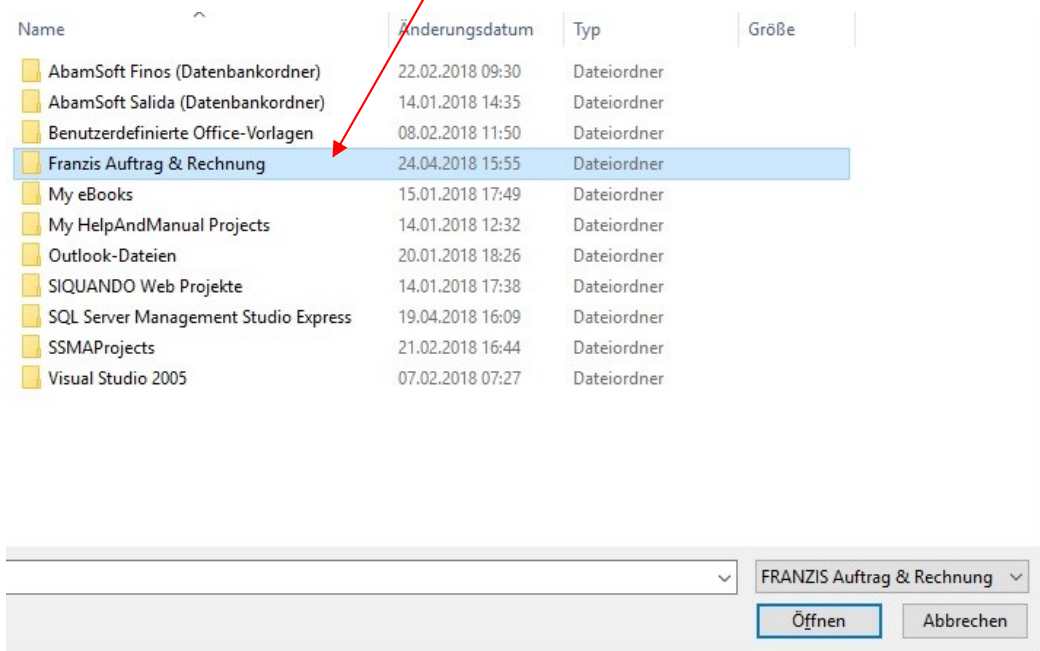 Name Änderungsdatum Typ Größe
AbamSoft Finos (Datenbankordner) 22.02.2018 09:30 Dateiordner
AbamSoft Salida (Datenbankordner) 14.01.2018 14:35 Dateiordner
Benutzerdefinierte Office-Vorlagen 08.02.2018 11:50 Dateiordner
Franzis Auftrag & Rechnung 24.04.2018 15:55 Dateiordner
My eBooks 15.01.2018 17:49 Dateiordner
My HelpAndManual Projects 14.01.2018 12:32 Dateiordner
Outlook-Dateien 20.01.2018 18:26 Dateiordner
SIQUANDO Web Projekte 14.01.2018 17:38 Dateiordner
SQL Server Management Studio Express 19.04.2018 16:09 Dateiordner
SSMAProjects 21.02.2018 16:44 Dateiordner
Visual Studio 2005 07.02.2018 07:27 Dateiordner
FRANZIS Auftrag & Rechnung
Öffnen Abbrechen